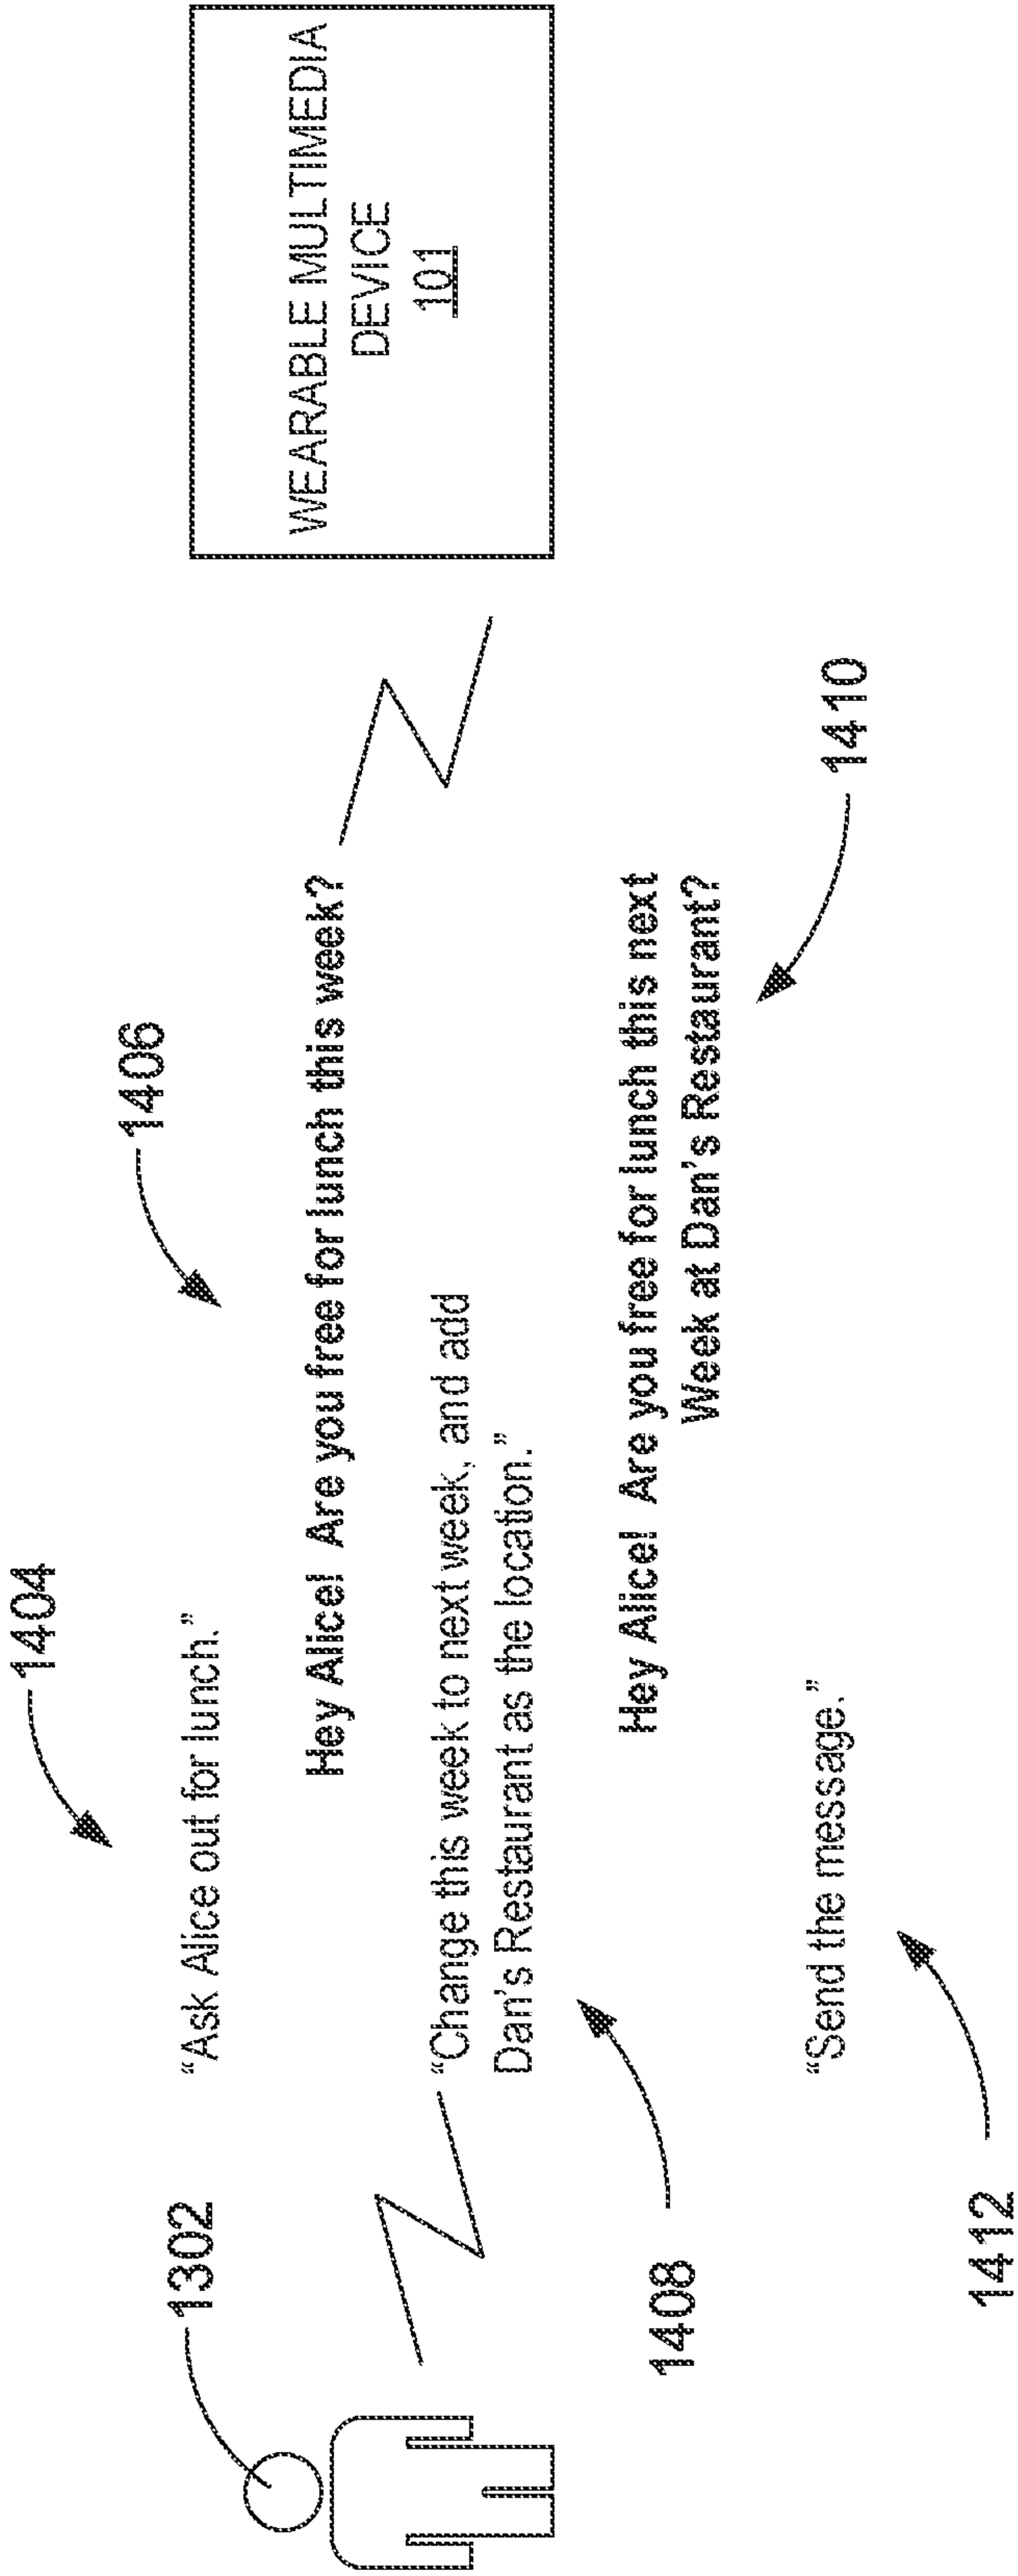 1404
1406
1302
“Ask Alice out for lunch.”
Hey Alice!  Are you free for lunch this week?
WEARABLE MULTIMEDIA
DEVICE
101
“Change this week to next week, and add
Dan’s Restaurant as the location.”
1408
Hey Alice!  Are you free for lunch this next
Week at Dan’s Restaurant?
1410
“Send the message.”
1412